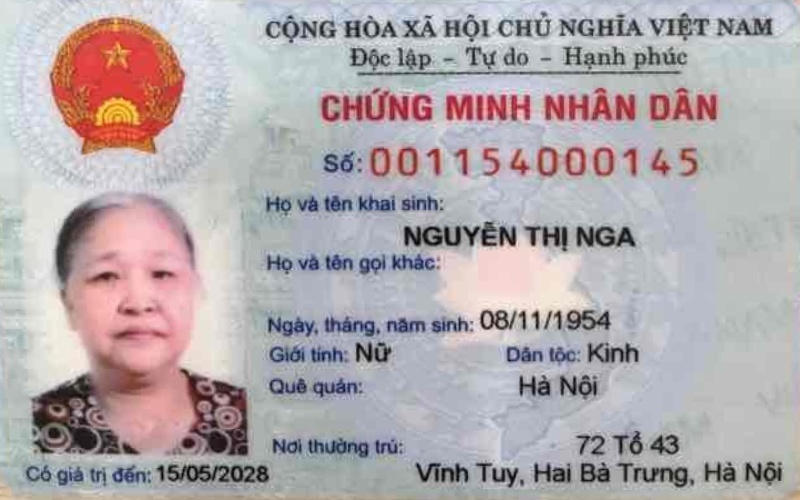 CỘNG HÒA XÃ HỘI CHỦ NGHĨA VIỆT NAM
Độc lập - Tự do - Hạnh phúc
CHỨNG MINH NHÂN DÂN
Số: 001154000145
Họ và tên khai sinh:
NGUYỄN THỊ NGA
Họ và tên gọi khác:
Ngày, tháng, năm sinh: 08/11/1954
Giới tính: Nữ Dân tộc: Kinh
Quê quán: Hà Nội
Nơi thường trú: 72 Tổ 43
Vĩnh Tuy, Hai Bà Trưng, Hà Nội
Có giá trị đến: 15/05/2028